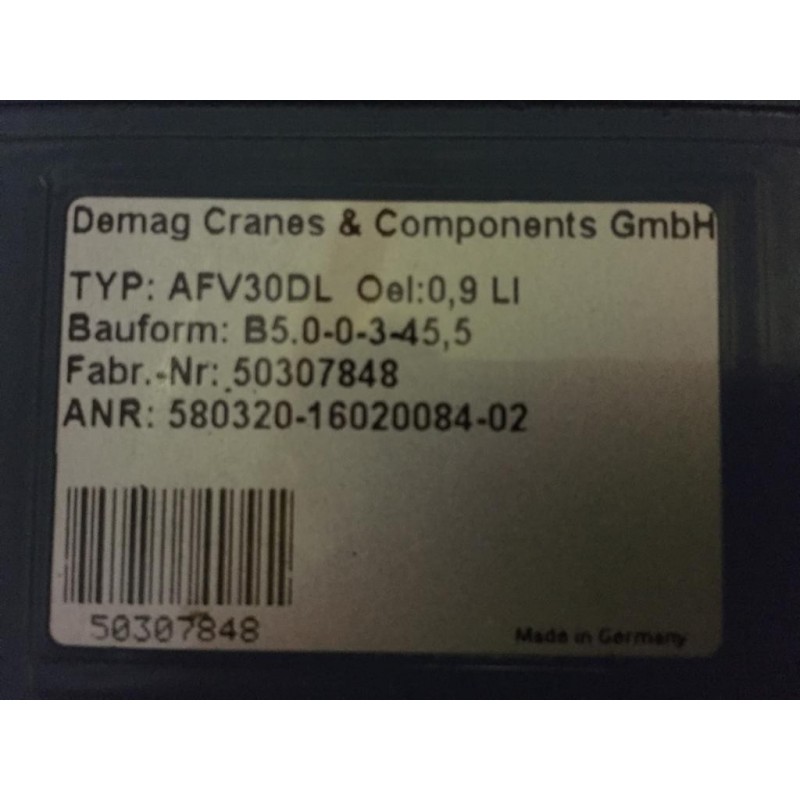 Demag Cranes & Components GmbH
TYP: AFV30DL Oel:0,9 LI
Bauform: B5.0-0-3-45,5
Fabr.-Nr: 50307848
ANR: 580320-16020084-02
50307848
Made in Germany